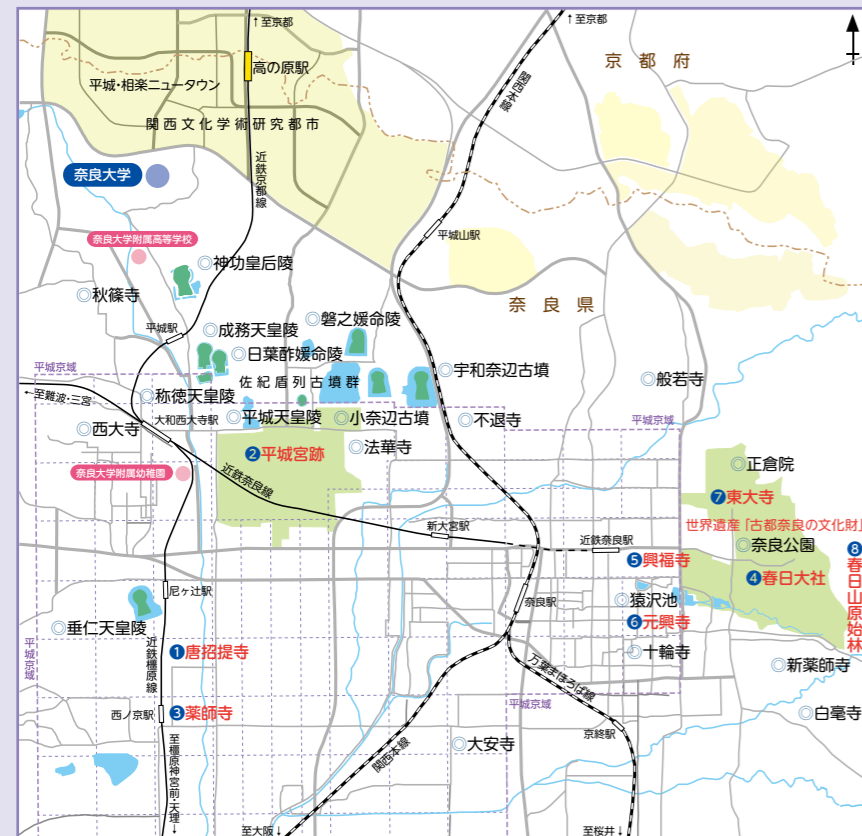 ↑至京都
↑至京都
京都府
高の原駅
平城・相楽ニュータウン
関西本線
関西文化学術研究都市
近鉄京都線
奈良大学
奈良大学附属高等学校
平城山駅
神功皇后陵
秋篠寺
奈良県
磐之媛命陵
成務天皇陵
平城駅
日葉酢媛命陵
平城京域
宇和奈辺古墳
佐紀盾列古墳群
般若寺
←至難波・三宮
称徳天皇陵
大和西大寺駅
平城天皇陵
小奈辺古墳
不退寺
平城京域
西大寺
法華寺
❷平城宮跡
正倉院
奈良大学附属幼稚園
近鉄奈良線
❼東大寺
新大宮駅
世界遺産「古都奈良の文化財」
近鉄奈良駅
奈良公園
❺興福寺
❽春日山原始林
❹春日大社
尼ヶ辻駅
奈良駅
猿沢池
垂仁天皇陵
❻元興寺
平城京域
近鉄橿原線
❶唐招提寺
十輪寺
新薬師寺
万葉まほろば線
西ノ京駅
❸薬師寺
平城京域
白毫寺
京終駅
大安寺
関西本線
至橿原神宮前・天理→
至大阪↓
至桜井↓